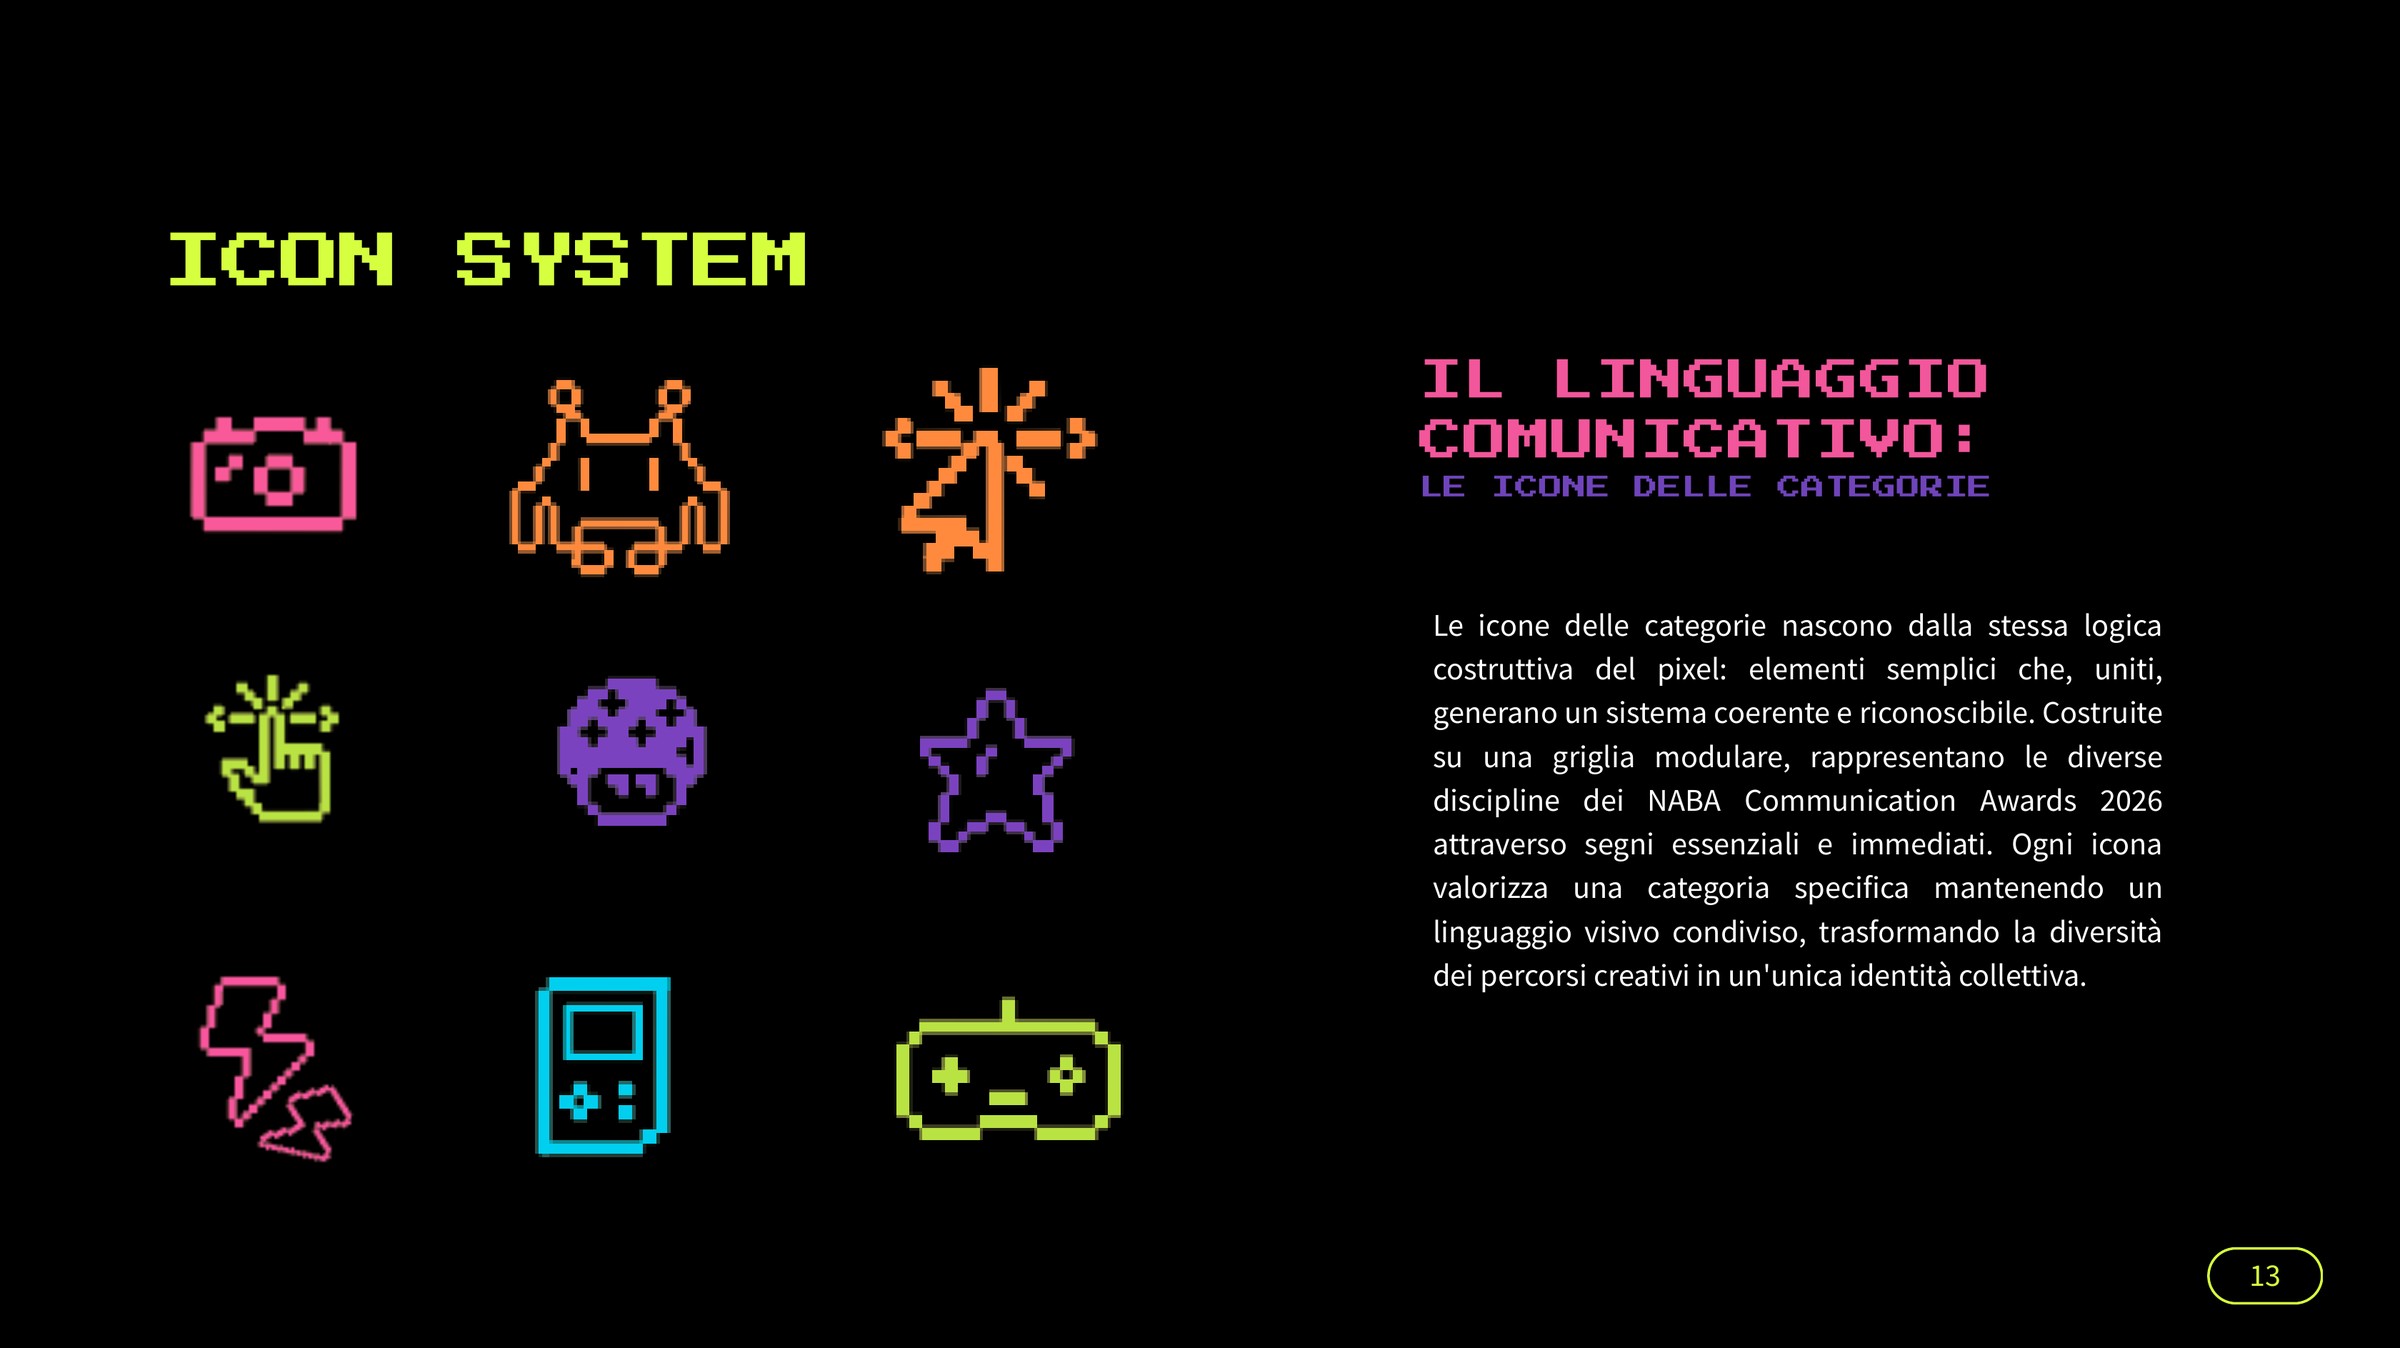 ICON SYSTEM
IL LINGUAGGIO
COMUNICATIVO:
LE ICONE DELLE CATEGORIE
Le icone delle categorie nascono dalla stessa logica
costruttiva del pixel: elementi semplici che, uniti,
generano un sistema coerente e riconoscibile. Costruite
su una griglia modulare, rappresentano le diverse
discipline dei NABA Communication Awards 2026
attraverso segni essenziali e immediati. Ogni icona
valorizza una categoria specifica mantenendo un
linguaggio visivo condiviso, trasformando la diversità
dei percorsi creativi in un'unica identità collettiva.
13